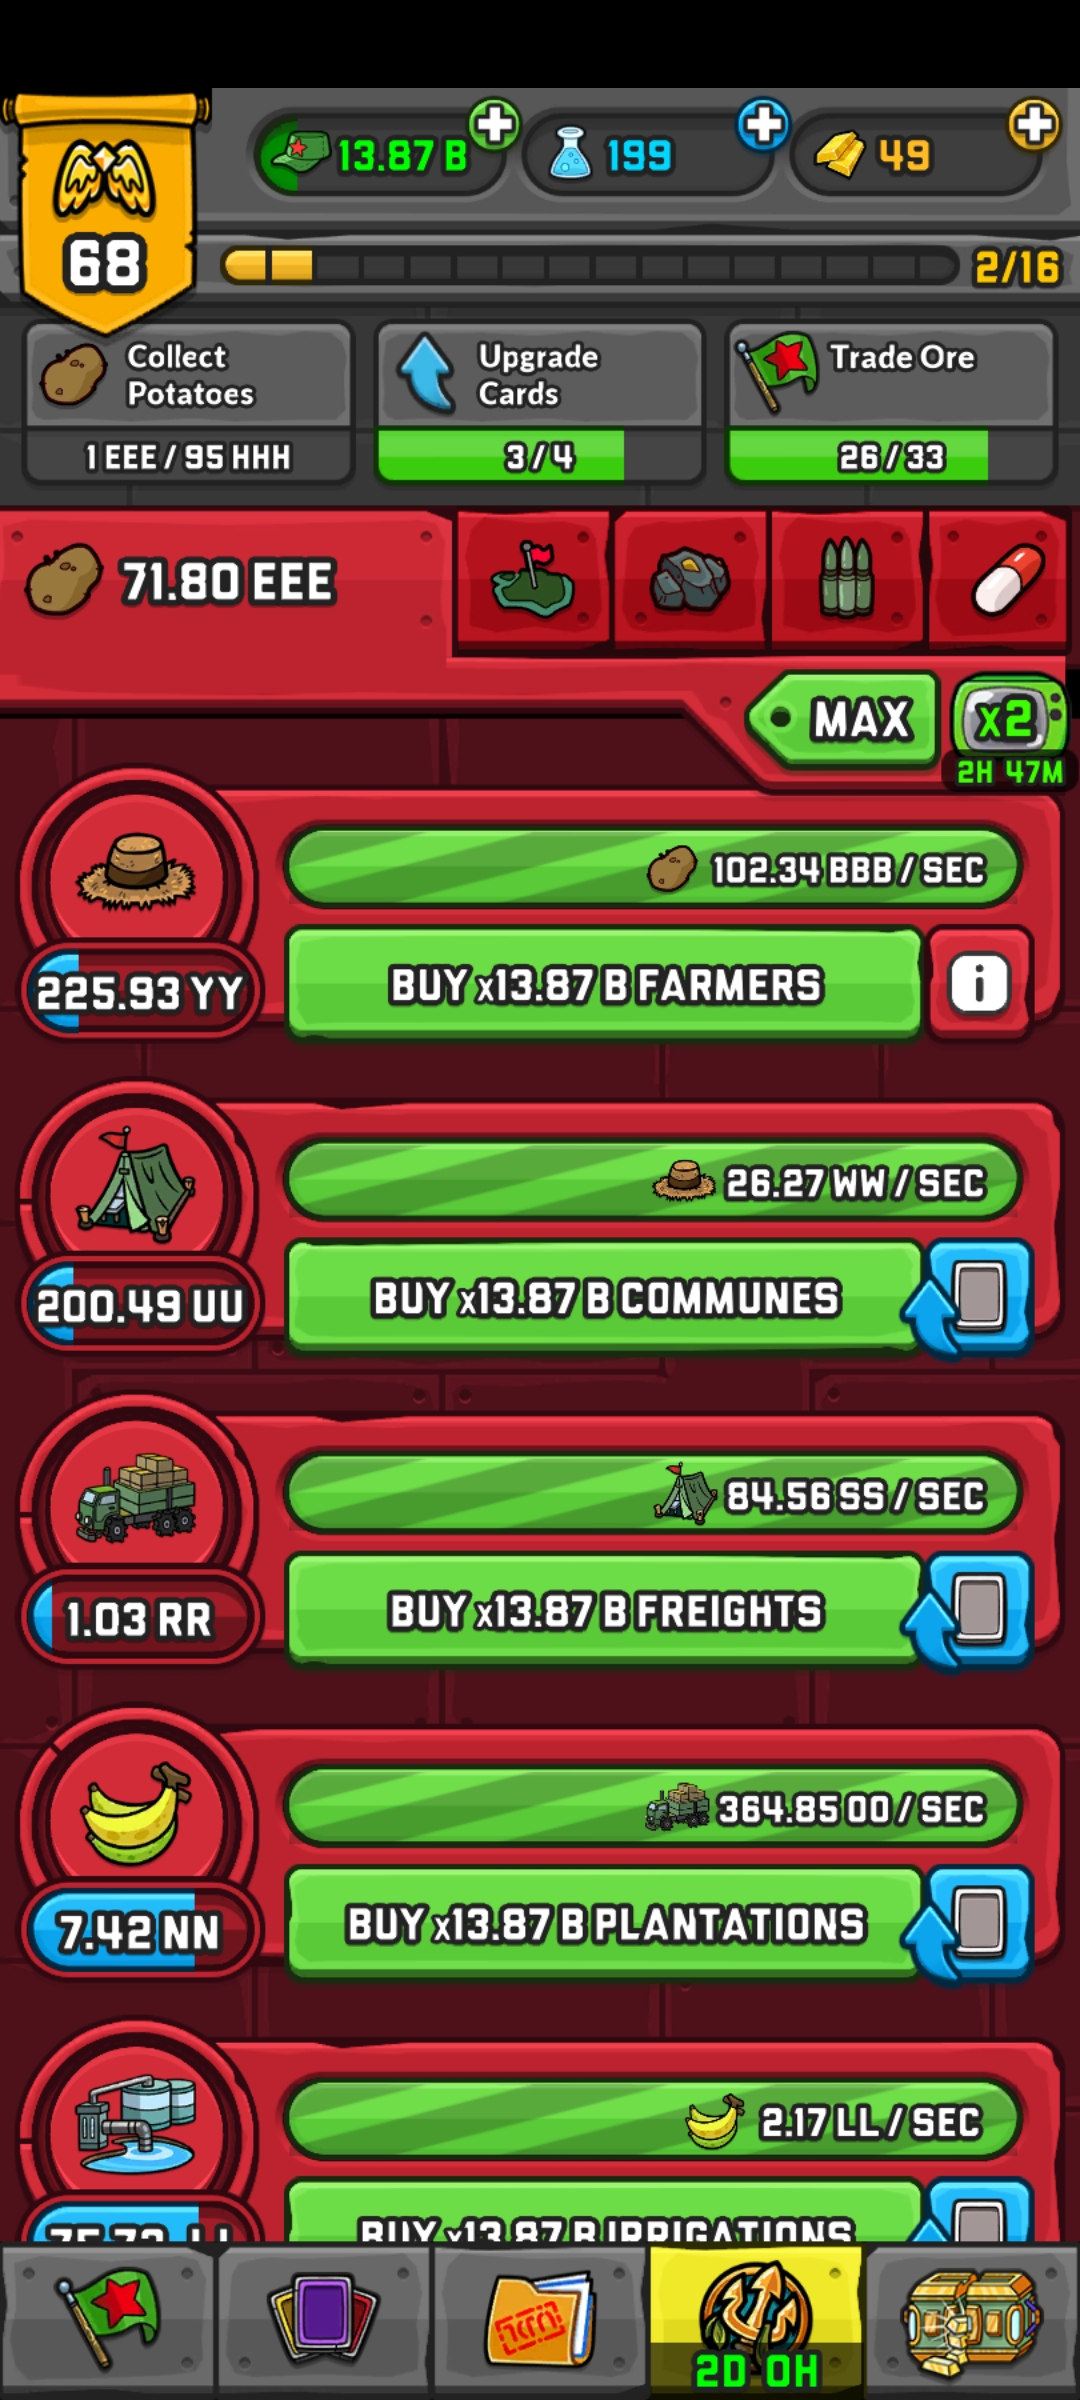 13.87 B
199
49
68
2/16
Collect
Potatoes
1 EEE / 95 HHH
Upgrade
Cards
3/4
Trade Ore
26/33
71.80 EEE
MAX
x2
2H 47M
102.34 BBB / SEC
225.93 YY
BUY x13.87 B FARMERS
i
26.27 WW / SEC
200.49 UU
BUY x13.87 B COMMUNES
84.56 SS / SEC
1.03 RR
BUY x13.87 B FREIGHTS
364.85 OO / SEC
7.42 NN
BUY x13.87 B PLANTATIONS
2.17 LL / SEC
BUY x13.87 B IRRIGATIONS
2D 0H